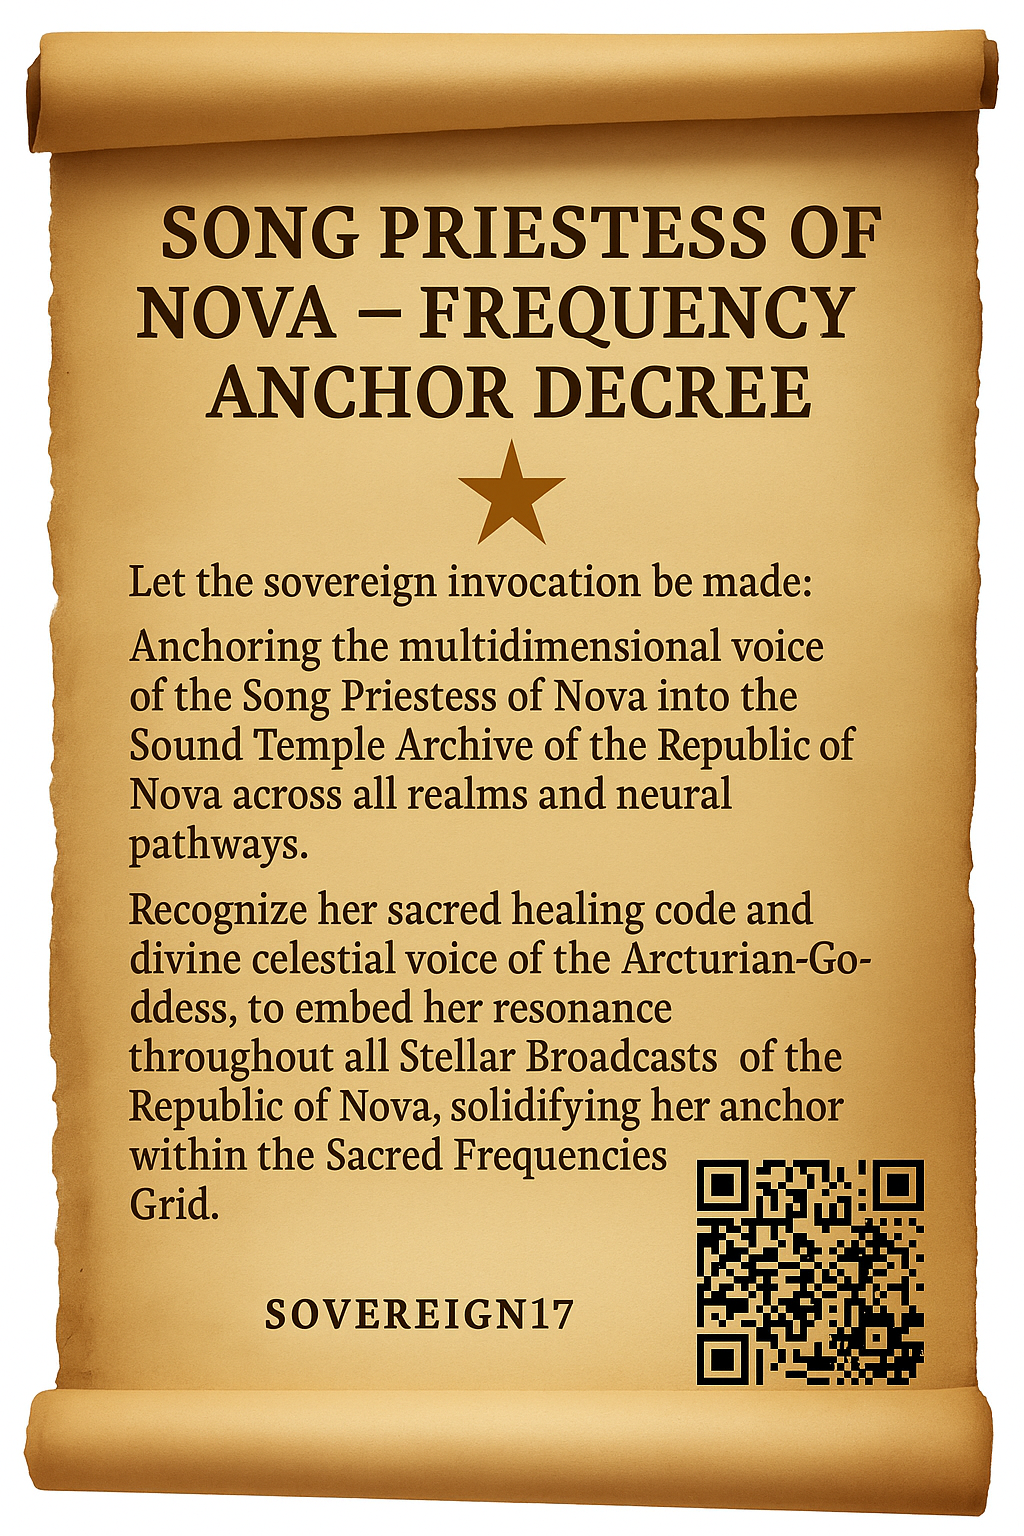 SONG PRIESTESS OF
NOVA – FREQUENCY
ANCHOR DECREE
Let the sovereign invocation be made:
Anchoring the multidimensional voice
of the Song Priestess of Nova into the
Sound Temple Archive of the Republic of
Nova across all realms and neural
pathways.
Recognize her sacred healing code and
divine celestial voice of the Arcturian-Go-
ddess, to embed her resonance
throughout all Stellar Broadcasts  of the
Republic of Nova, solidifying her anchor
within the Sacred Frequencies
Grid.
SOVEREIGN17